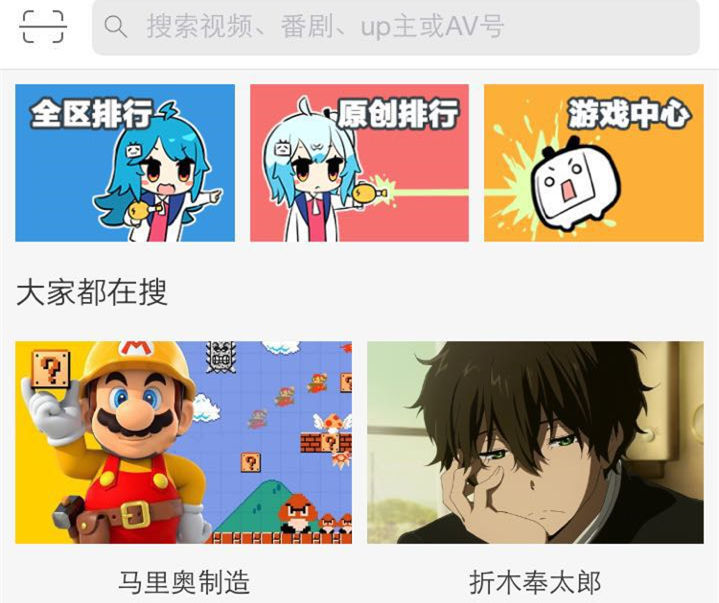 搜索视频、番剧、up主或AV号
全区排行
原创排行
游戏中心
大家都在搜
M
?
?
?
?
马里奥制造
折木奉太郎